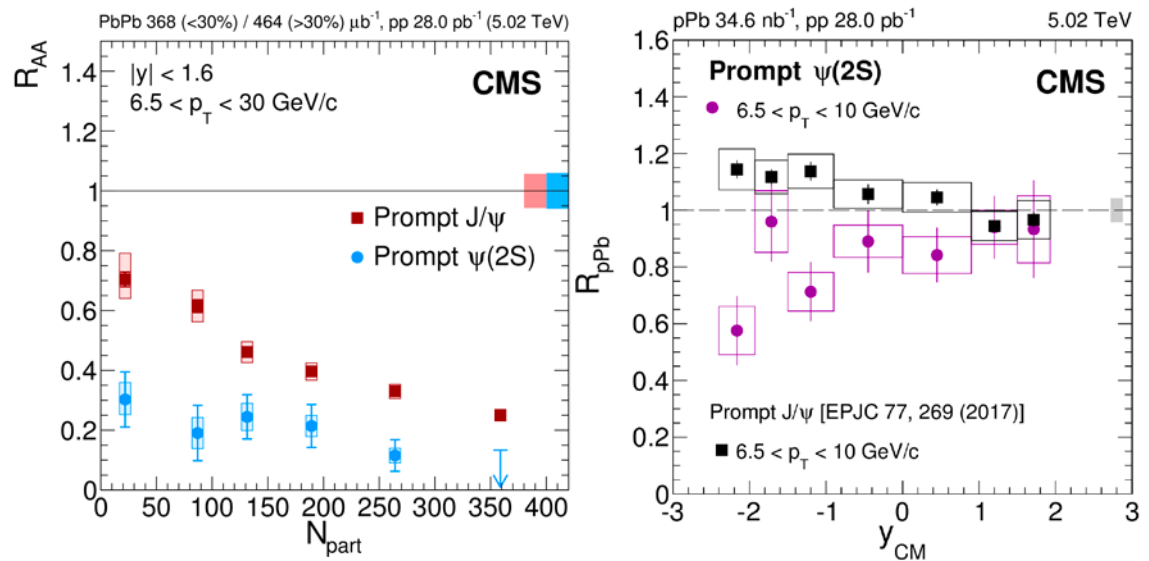 PbPb 368 (<30%) / 464 (>30%) μb⁻¹, pp 28.0 pb⁻¹ (5.02 TeV)
R_AA
|y| < 1.6
6.5 < p_T < 30 GeV/c
CMS
Prompt J/ψ
Prompt ψ(2S)
1.4
1.2
1
0.8
0.6
0.4
0.2
0
0 50 100 150 200 250 300 350 400
N_part
pPb 34.6 nb⁻¹, pp 28.0 pb⁻¹ 5.02 TeV
R_pPb
Prompt ψ(2S)
CMS
6.5 < p_T < 10 GeV/c
Prompt J/ψ [EPJC 77, 269 (2017)]
6.5 < p_T < 10 GeV/c
1.6
1.4
1.2
1
0.8
0.6
0.4
0.2
0
-3 -2 -1 0 1 2 3
y_CM